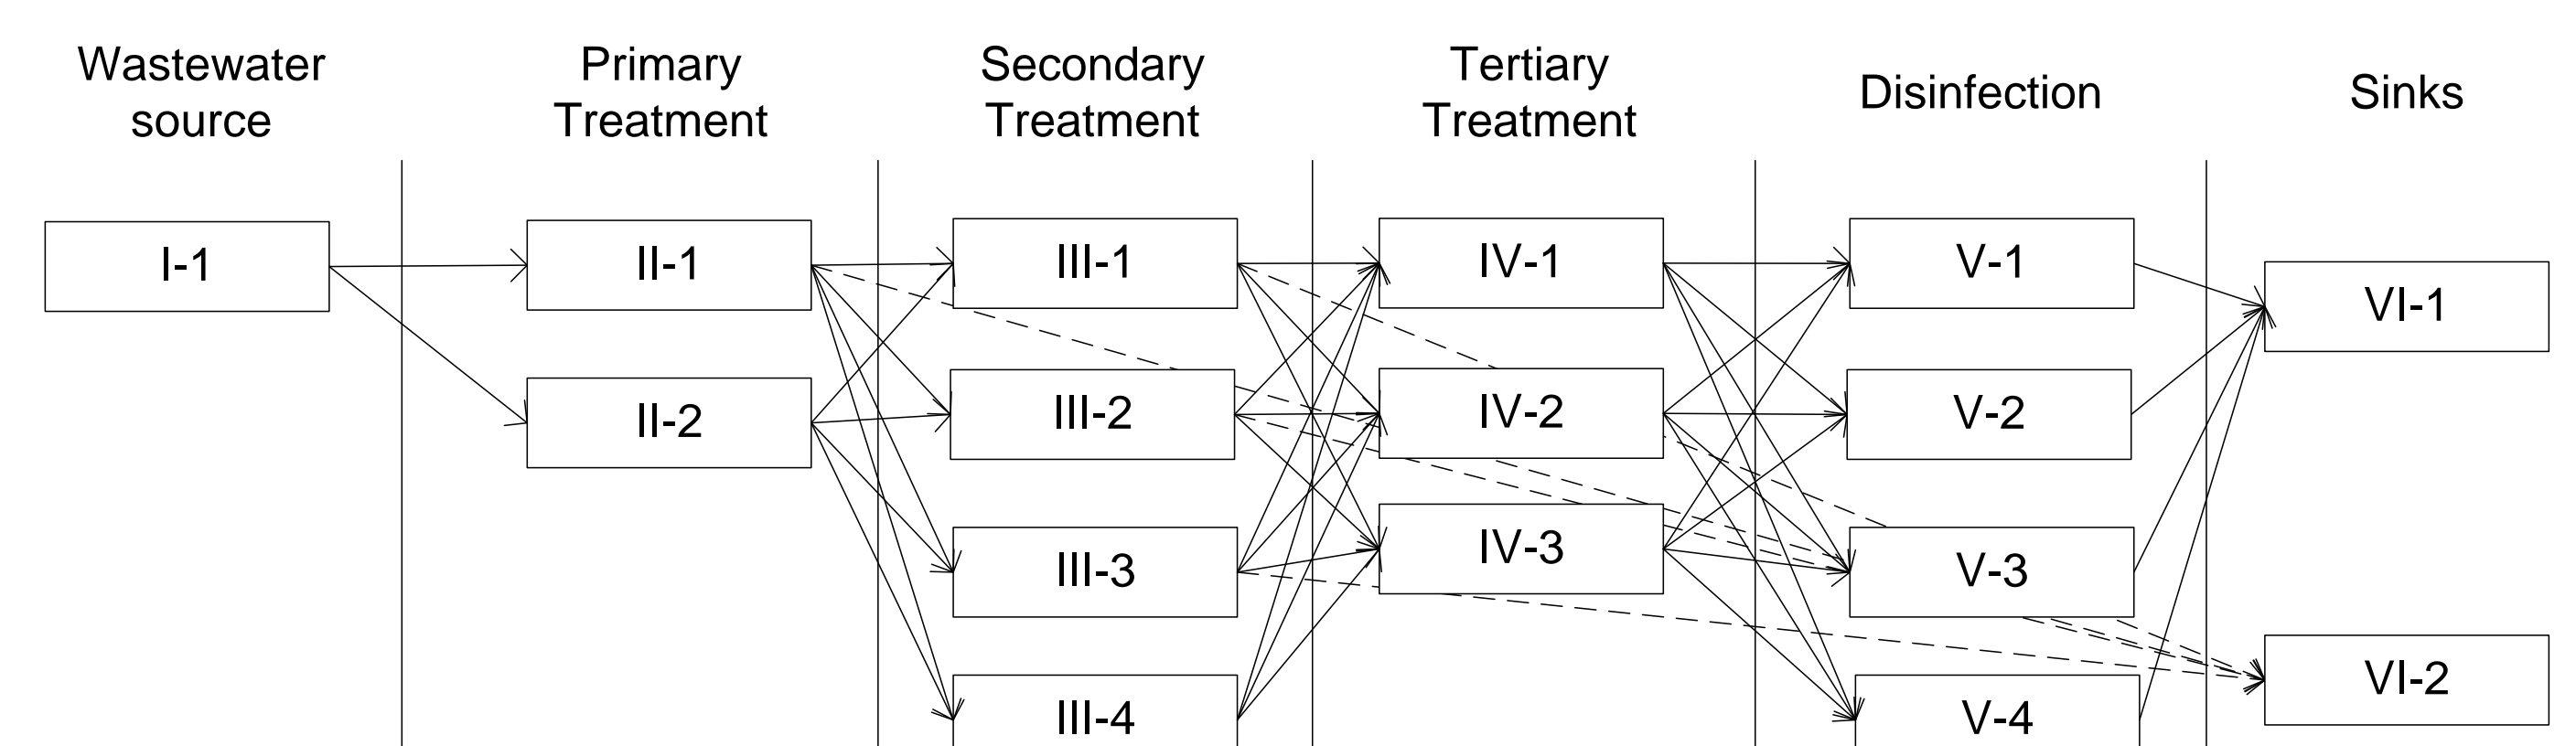 Wastewater
source
Primary
Treatment
Secondary
Treatment
Tertiary
Treatment
Disinfection
Sinks
I-1
II-1
III-1
IV-1
V-1
VI-1
II-2
III-2
IV-2
V-2
III-3
IV-3
V-3
VI-2
III-4
V-4